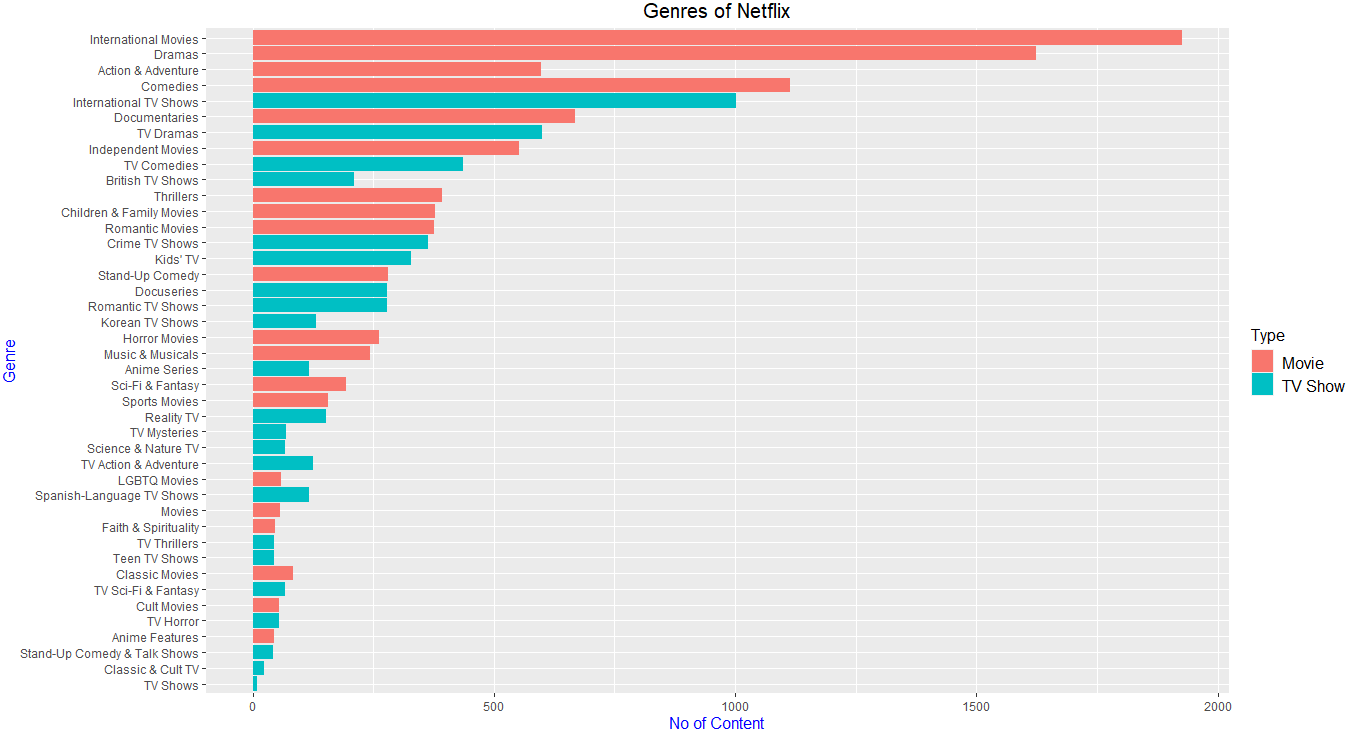 Genres of Netflix
International Movies
Dramas
Action & Adventure
Comedies
International TV Shows
Documentaries
TV Dramas
Independent Movies
TV Comedies
British TV Shows
Thrillers
Children & Family Movies
Romantic Movies
Crime TV Shows
Kids' TV
Stand-Up Comedy
Docuseries
Romantic TV Shows
Korean TV Shows
Horror Movies
Music & Musicals
Anime Series
Sci-Fi & Fantasy
Sports Movies
Reality TV
TV Mysteries
Science & Nature TV
TV Action & Adventure
LGBTQ Movies
Spanish-Language TV Shows
Movies
Faith & Spirituality
TV Thrillers
Teen TV Shows
Classic Movies
TV Sci-Fi & Fantasy
Cult Movies
TV Horror
Anime Features
Stand-Up Comedy & Talk Shows
Classic & Cult TV
TV Shows
Genre
0 500 1000 1500 2000
No of Content
Type
Movie
TV Show